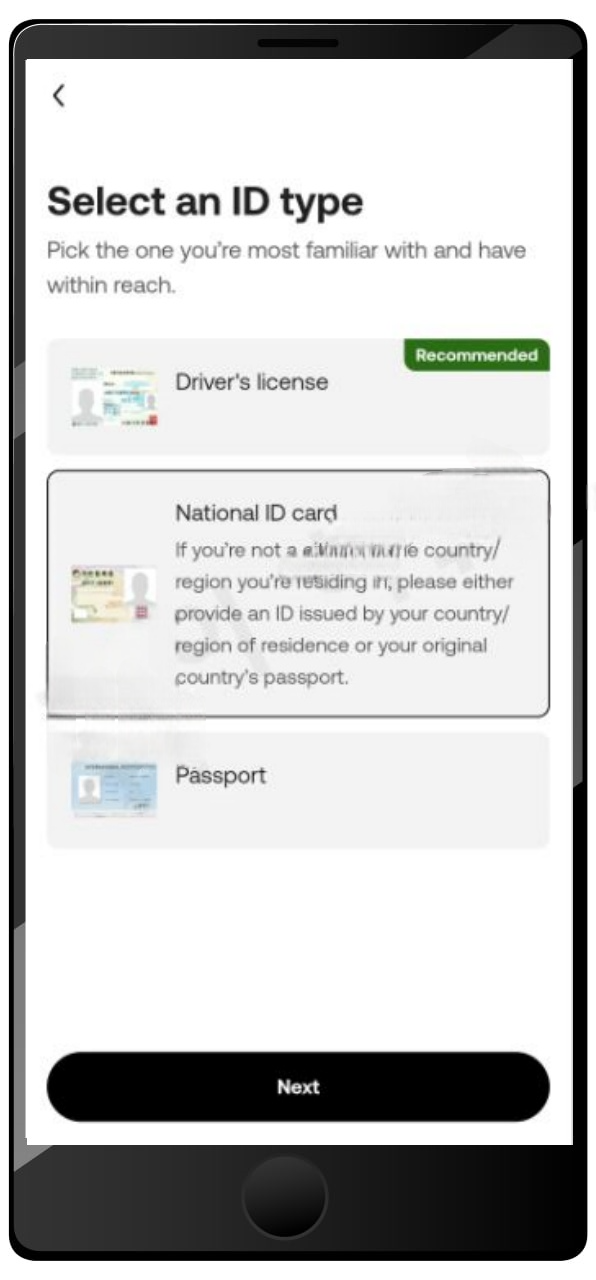 Select an ID type
Pick the one you're most familiar with and have
within reach.
Recommended
Driver's license
National ID card
If you're not a country/
region you're residing in, please either
provide an ID issued by your country/
region of residence or your original
country's passport.
Passport
Next